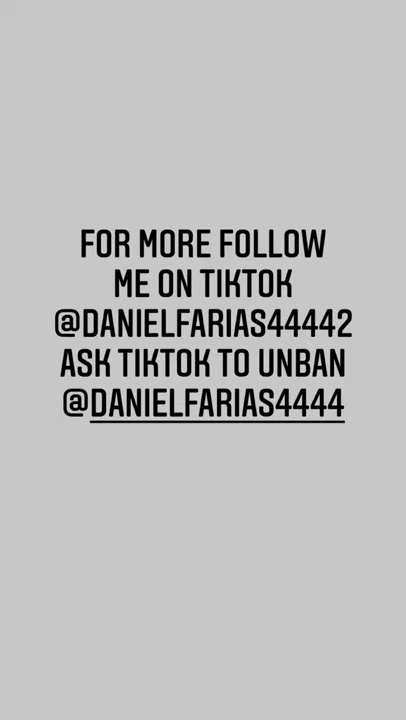 FOR MORE FOLLOW
ME ON TIKTOK
@DANIELFARIAS44442
ASK TIKTOK TO UNBAN
@DANIELFARIAS4444